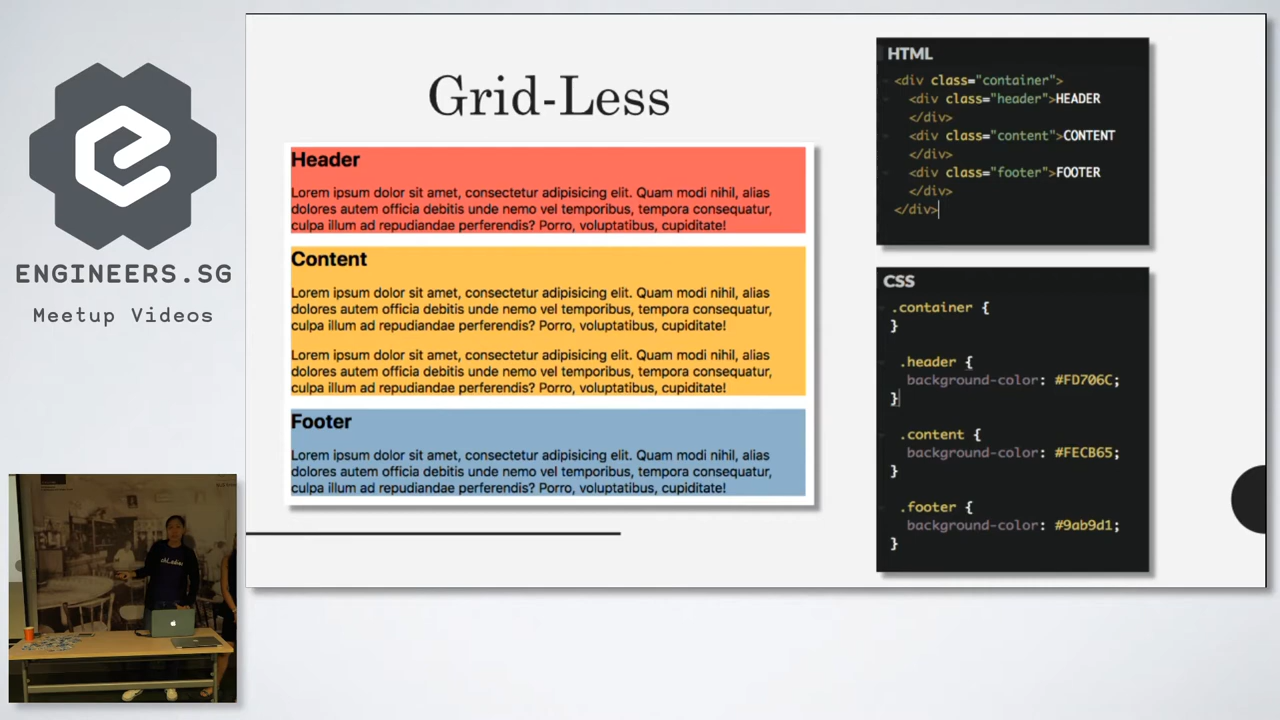 ENGINEERS.SG
Meetup Videos
Grid-Less
Header
Lorem ipsum dolor sit amet, consectetur adipisicing elit. Quam modi nihil, alias
dolores autem officia debitis unde nemo vel temporibus, tempora consequatur,
culpa illum ad repudiandae perferendis? Porro, voluptatibus, cupiditate!
Content
Lorem ipsum dolor sit amet, consectetur adipisicing elit. Quam modi nihil, alias
dolores autem officia debitis unde nemo vel temporibus, tempora consequatur,
culpa illum ad repudiandae perferendis? Porro, voluptatibus, cupiditate!
Lorem ipsum dolor sit amet, consectetur adipisicing elit. Quam modi nihil, alias
dolores autem officia debitis unde nemo vel temporibus, tempora consequatur,
culpa illum ad repudiandae perferendis? Porro, voluptatibus, cupiditate!
Footer
Lorem ipsum dolor sit amet, consectetur adipisicing elit. Quam modi nihil, alias
dolores autem officia debitis unde nemo vel temporibus, tempora consequatur,
culpa illum ad repudiandae perferendis? Porro, voluptatibus, cupiditate!
HTML
<div class="container">
<div class="header">HEADER
</div>
<div class="content">CONTENT
</div>
<div class="footer">FOOTER
</div>
</div>
CSS
.container {
}
.header {
background-color: #FD706C;
}
.content {
background-color: #FECB65;
}
.footer {
background-color: #9ab9d1;
}